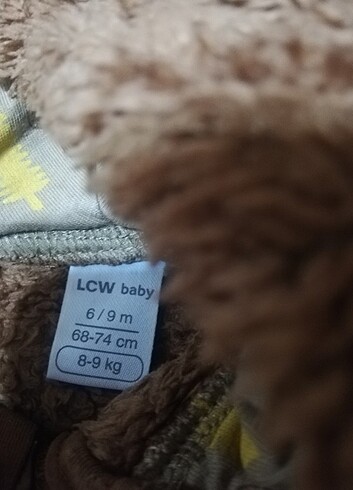 LCW baby
6 / 9 m
68-74 cm
8-9 kg